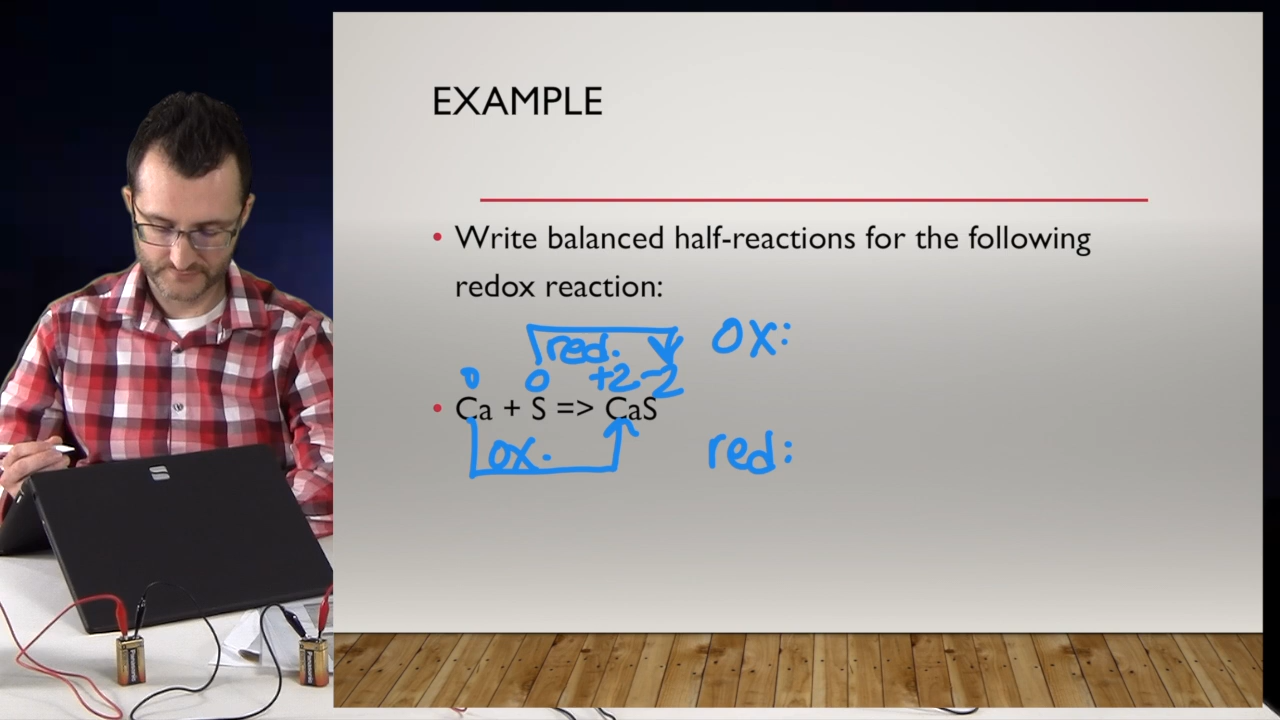 EXAMPLE
• Write balanced half-reactions for the following
redox reaction:
red. OX:
0 0 +2 -2
• Ca + S => CaS
ox. red:
Panasonic